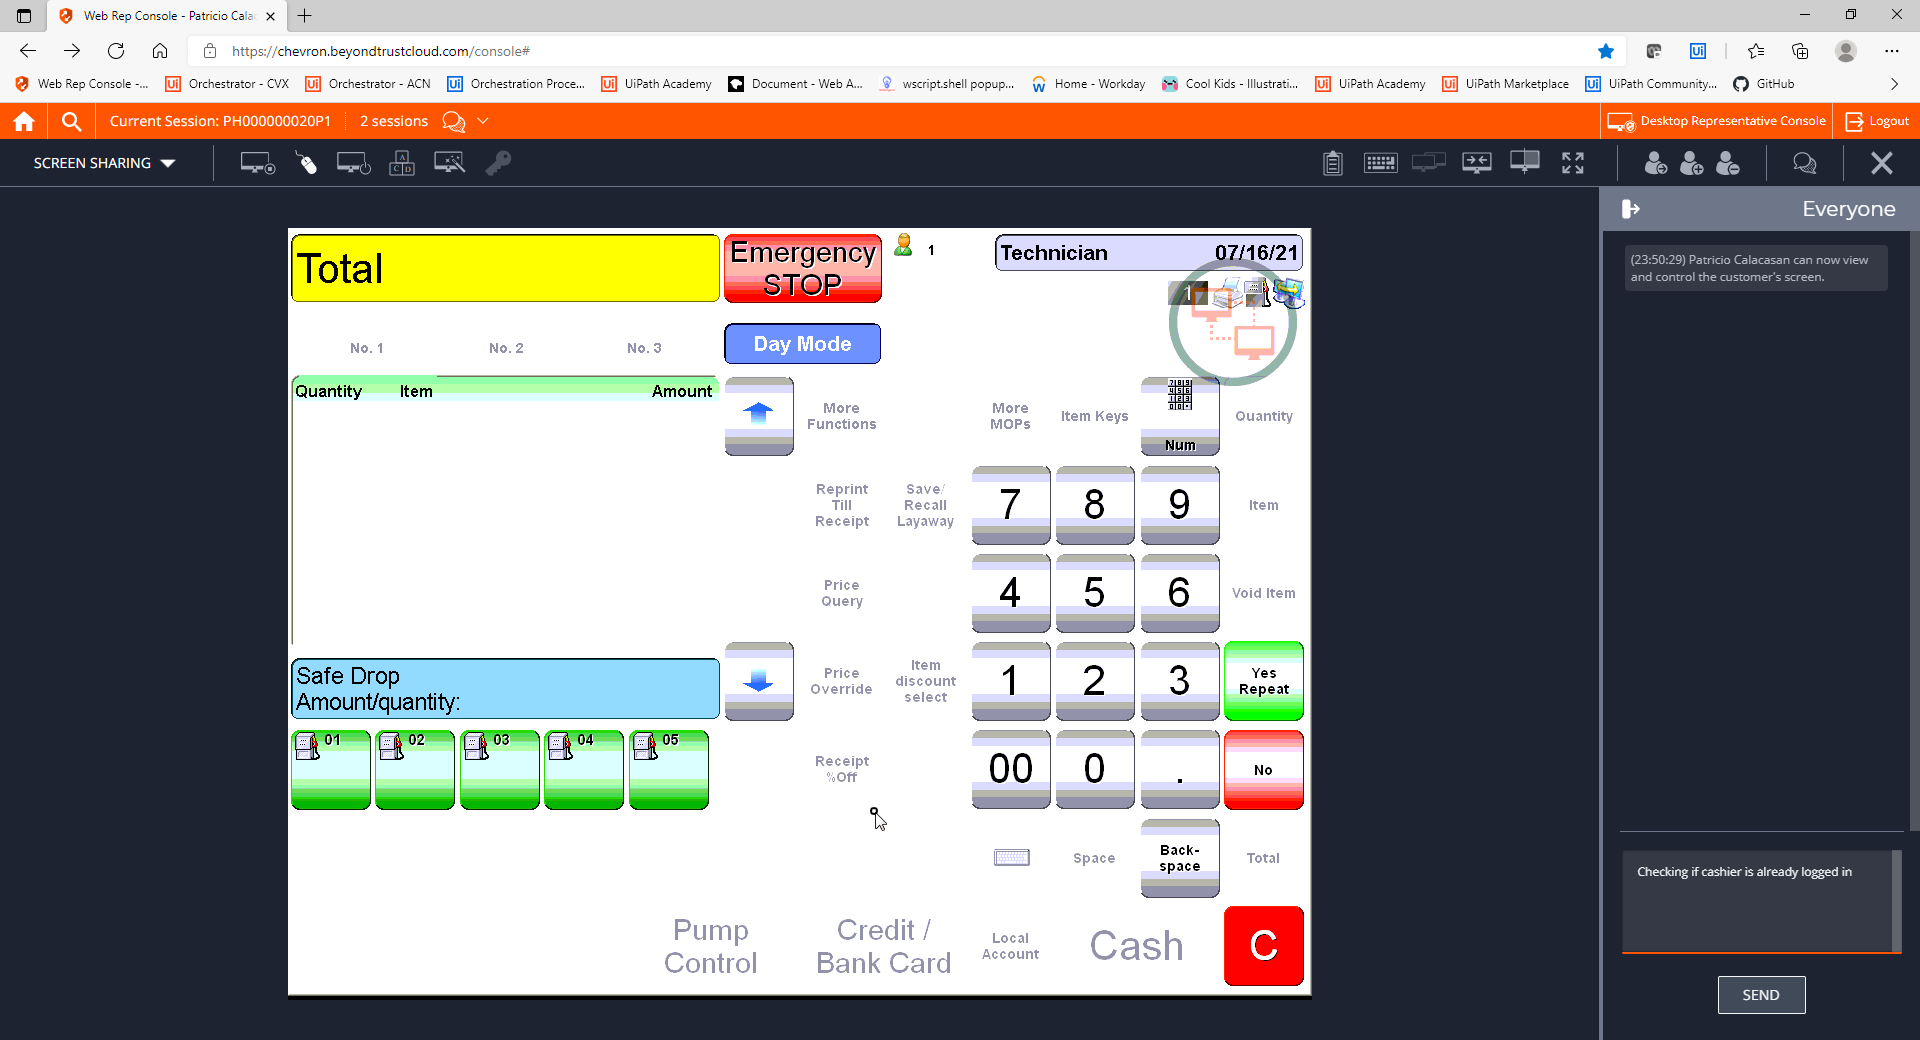 Web Rep Console - Patricio Cala
https://chevron.beyondtrustcloud.com/console#
Web Rep Console -...
Orchestrator - CVX
Orchestrator - ACN
Orchestration Proce...
UiPath Academy
Document - Web A...
wscript.shell popup...
Home - Workday
Cool Kids - Illustrati...
UiPath Academy
UiPath Marketplace
UiPath Community...
GitHub
Current Session: PH000000020P1
2 sessions
Desktop Representative Console
Logout
SCREEN SHARING
Everyone
(23:50:29) Patricio Calacasan can now view
and control the customer's screen.
Total
Emergency
STOP
1
Technician
07/16/21
1
No. 1
No. 2
No. 3
Day Mode
Quantity
Item
Amount
More
Functions
More
MOPs
Item Keys
Num
Quantity
Reprint
Till
Receipt
Save/
Recall
Layaway
7
8
9
Item
Price
Query
4
5
6
Void Item
Safe Drop
Amount/quantity:
Price
Override
Item
discount
select
1
2
3
Yes
Repeat
01
02
03
04
05
Receipt
%Off
00
0
.
No
Space
Back-
space
Total
Pump
Control
Credit /
Bank Card
Local
Account
Cash
C
Checking if cashier is already logged in
SEND